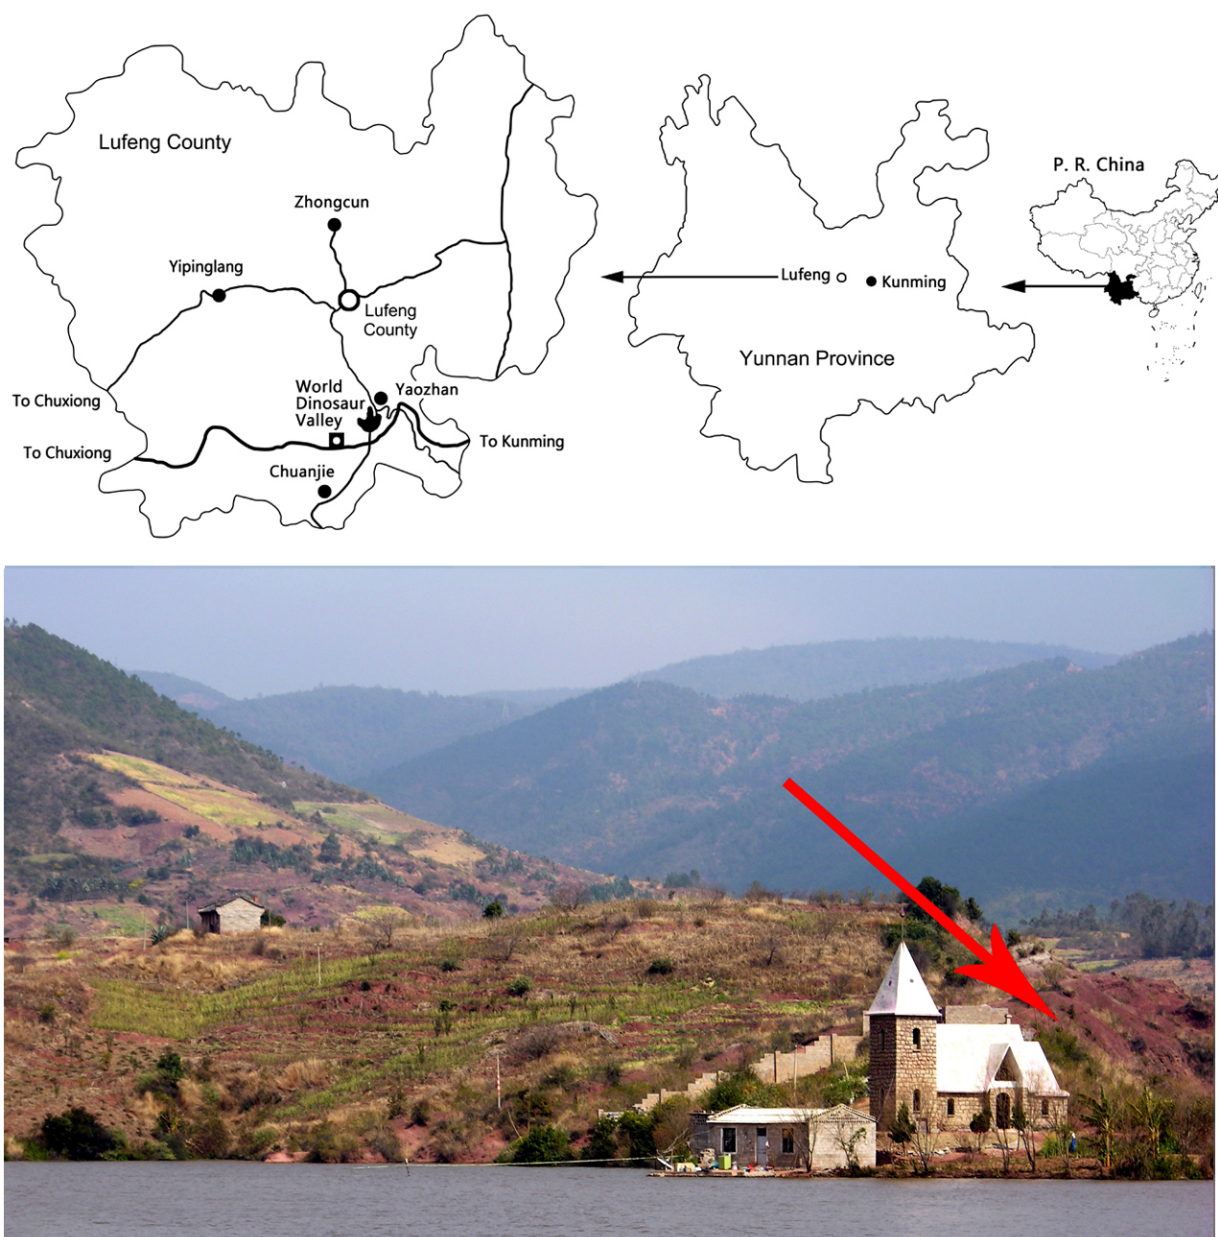 Lufeng County
Zhongcun
Yipinglang
Lufeng
County
World
Dinosaur
Valley
Yaozhan
To Chuxiong
To Chuxiong
To Kunming
Chuanjie
Lufeng
Kunming
Yunnan Province
P. R. China